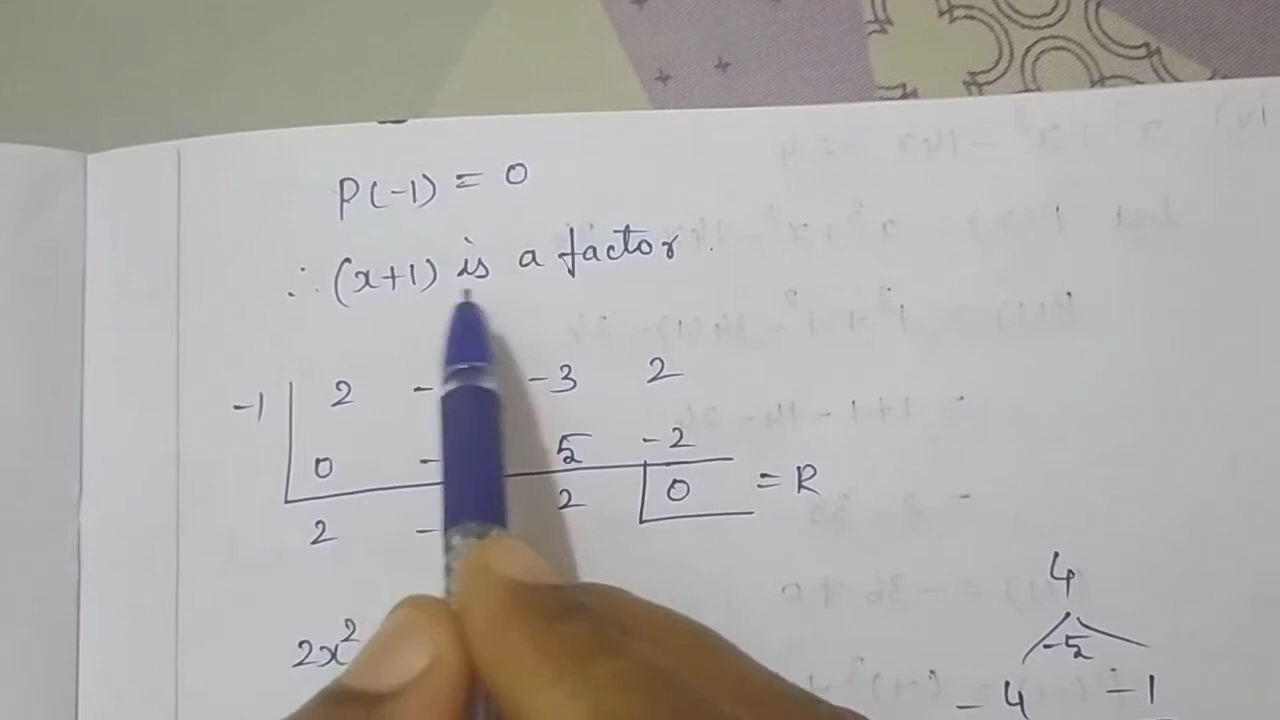 P(-1) = 0
∴ (x+1) is a factor.
-1 | 2 - -3 2
0 - 5 -2
2 - 2 | 0 = R
4
-5
2x²
-4 -1